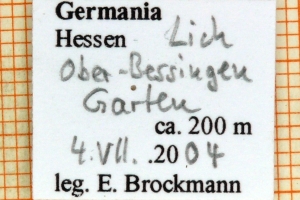 Germania
Hessen Lich
Ober-Bessingen
Garten
ca. 200 m
4.VII. .2004
leg. E. Brockmann